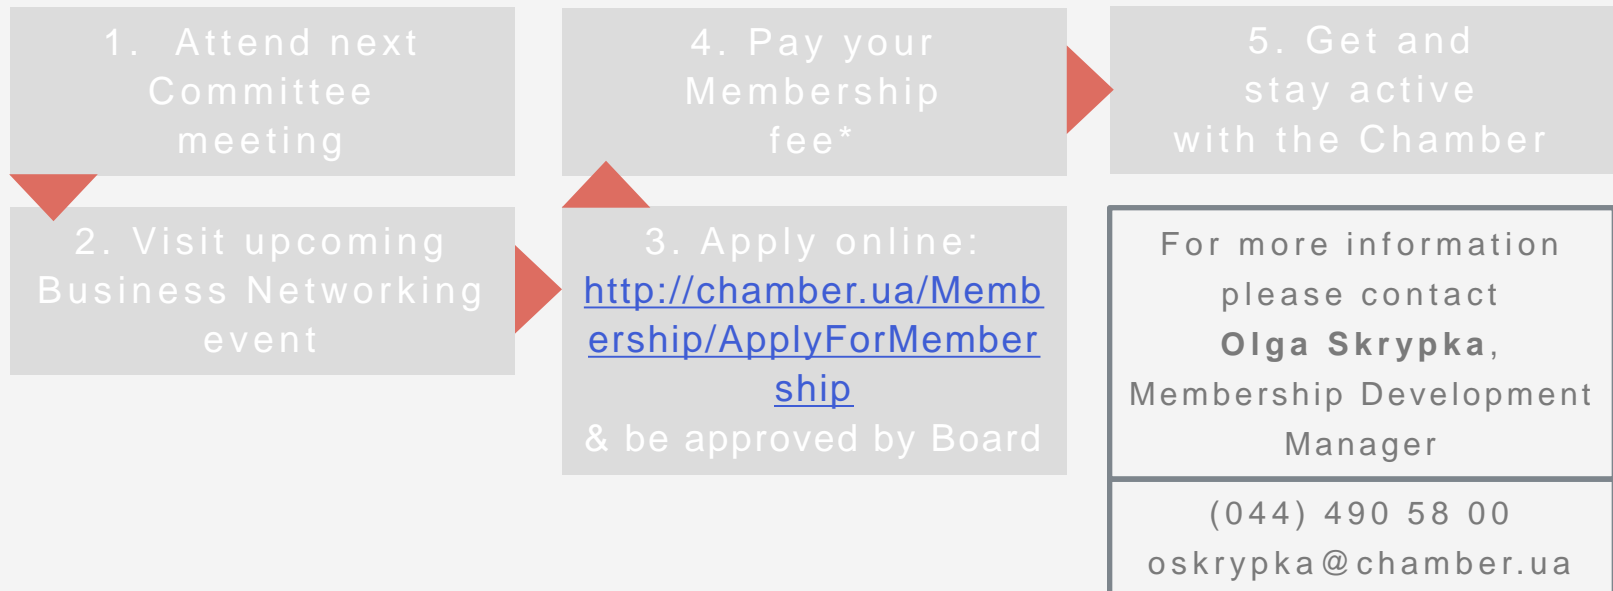 1. Attend next
Committee
meeting
2. Visit upcoming
Business Networking
event
3. Apply online:
http://chamber.ua/Memb
ership/ApplyForMember
ship
& be approved by Board
4. Pay your
Membership
fee*
5. Get and
stay active
with the Chamber
For more information
please contact
Olga Skrypka,
Membership Development
Manager
(044) 490 58 00
oskrypka@chamber.ua